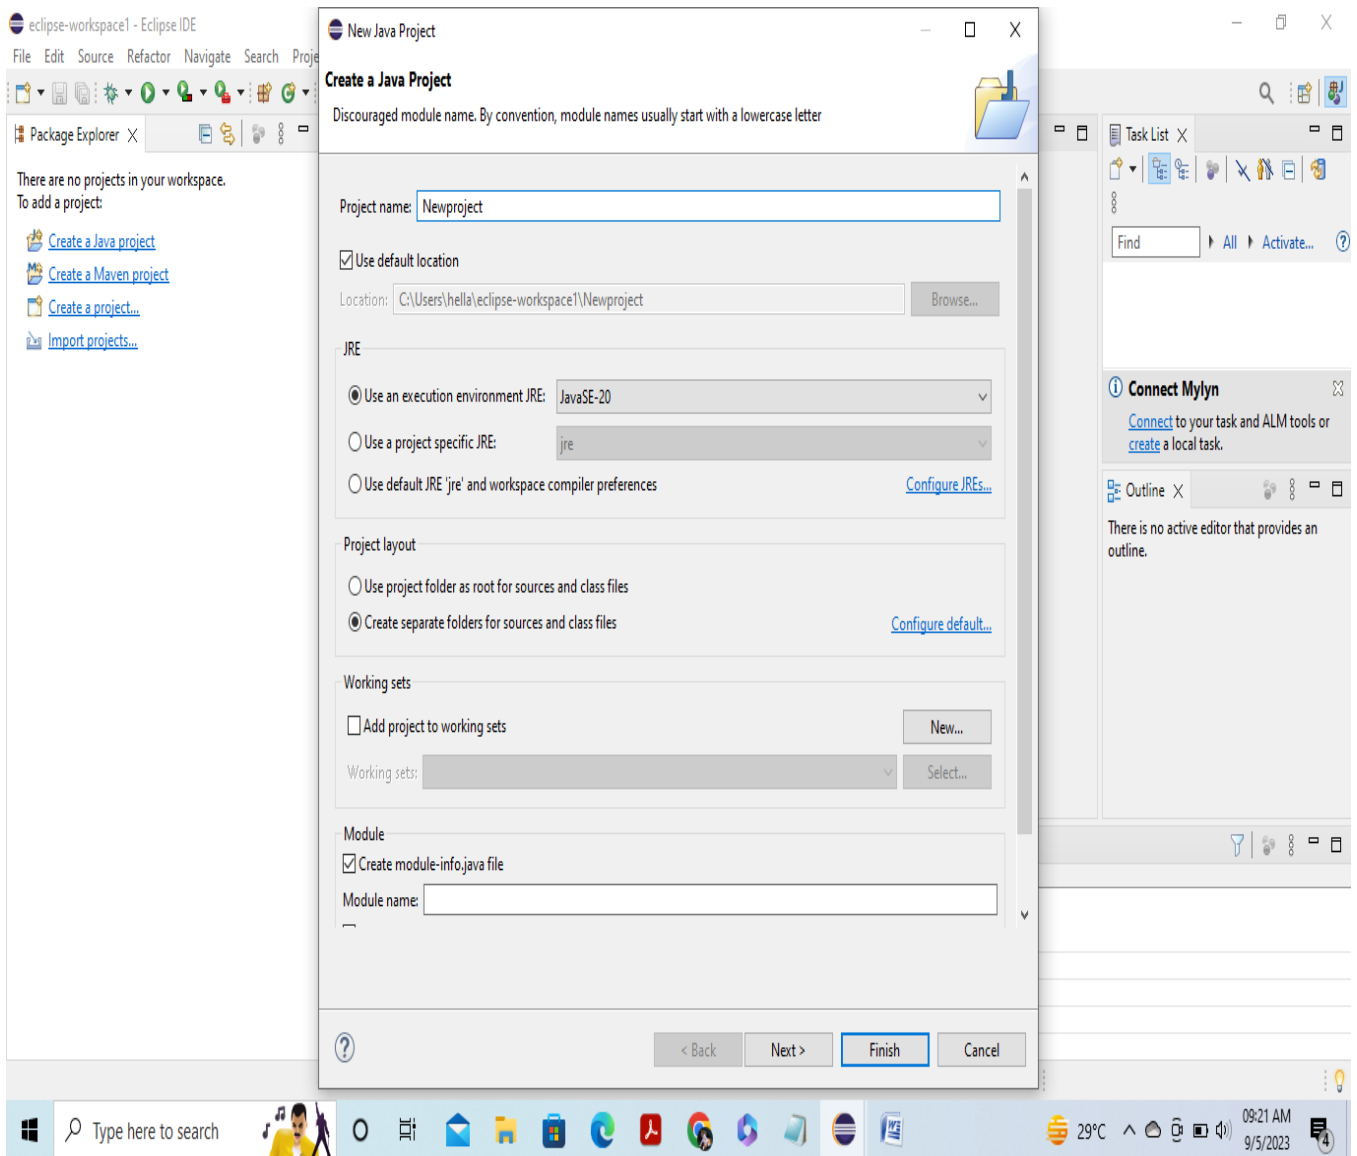 eclipse-workspace1 - Eclipse IDE
File Edit Source Refactor Navigate Search Proje
Package Explorer
There are no projects in your workspace.
To add a project:
Create a Java project
Create a Maven project
Create a project...
Import projects...
New Java Project
Create a Java Project
Discouraged module name. By convention, module names usually start with a lowercase letter
Project name: Newproject
Use default location
Location: C:\Users\hella\eclipse-workspace1\Newproject Browse...
JRE
Use an execution environment JRE: JavaSE-20
Use a project specific JRE: jre
Use default JRE 'jre' and workspace compiler preferences Configure JREs...
Project layout
Use project folder as root for sources and class files
Create separate folders for sources and class files Configure default...
Working sets
Add project to working sets New...
Working sets: Select...
Module
Create module-info.java file
Module name:
< Back Next > Finish Cancel
Task List
Find All Activate...
Connect Mylyn
Connect to your task and ALM tools or
create a local task.
Outline
There is no active editor that provides an
outline.
Type here to search
29°C
09:21 AM
9/5/2023
4